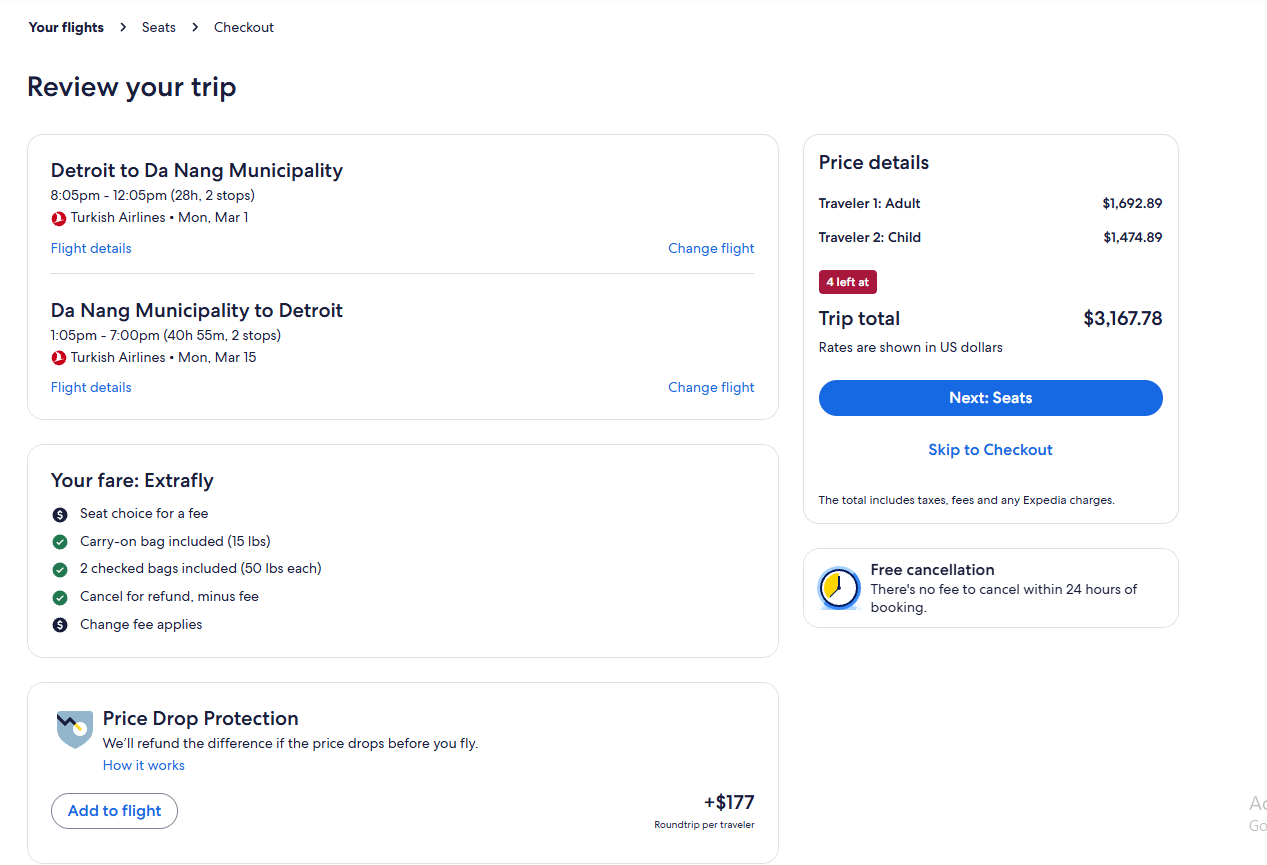 Your flights > Seats > Checkout
Review your trip
Detroit to Da Nang Municipality
8:05pm - 12:05pm (28h, 2 stops)
Turkish Airlines • Mon, Mar 1
Flight details
Change flight
Da Nang Municipality to Detroit
1:05pm - 7:00pm (40h 55m, 2 stops)
Turkish Airlines • Mon, Mar 15
Flight details
Change flight
Your fare: Extrafly
Seat choice for a fee
Carry-on bag included (15 lbs)
2 checked bags included (50 lbs each)
Cancel for refund, minus fee
Change fee applies
Price Drop Protection
We'll refund the difference if the price drops before you fly.
How it works
Add to flight
+$177
Roundtrip per traveler
Price details
Traveler 1: Adult $1,692.89
Traveler 2: Child $1,474.89
4 left at
Trip total $3,167.78
Rates are shown in US dollars
Next: Seats
Skip to Checkout
The total includes taxes, fees and any Expedia charges.
Free cancellation
There's no fee to cancel within 24 hours of
booking.